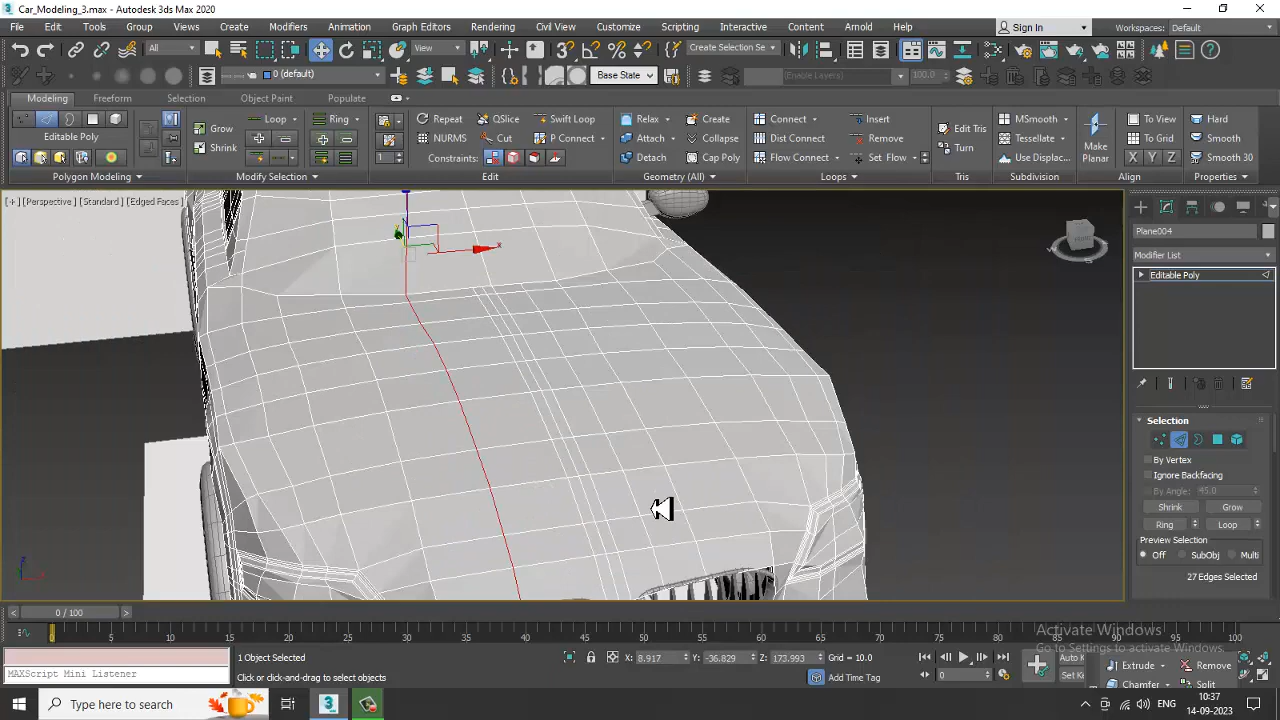 Car_Modeling_3.max - Autodesk 3ds Max 2020
File Edit Tools Group Views Create Modifiers Animation Graph Editors Rendering Civil View Customize Scripting Interactive Content Arnold Help Sign In Workspaces: Default
All View Create Selection Se
0 (default) Base State (Enable Layers) 100.0
Modeling Freeform Selection Object Paint Populate
Grow Loop Ring Repeat QSlice Swift Loop Relax Create Connect Insert Edit Tris MSmooth To View Hard
Editable Poly Shrink NURMS Cut P Connect Attach Collapse Dist Connect Remove Turn Tessellate Make Planar To Grid Smooth
1 Constraints: Detach Cap Poly Flow Connect Set Flow Use Displac... X Y Z Smooth 30
Polygon Modeling Modify Selection Edit Geometry (All) Loops Tris Subdivision Align Properties
[+] [Perspective] [Standard] [Edged Faces]
Plane004
Modifier List
Editable Poly
Selection
By Vertex
Ignore Backfacing
By Angle: 45.0
Shrink Grow
Ring Loop
Preview Selection
Off SubObj Multi
27 Edges Selected
x
0 / 100
0 5 10 15 20 25 30 35 40 45 50 55 60 65 70 75 80 85 90 95 100
Activate Windows
Go to Settings to activate Windows.
1 Object Selected X: 8.917 Y: -36.829 Z: 173.993 Grid = 10.0 Auto K Extrude Remove
MAXScript Mini Listener Click or click-and-drag to select objects Add Time Tag 0 Set K Chamfer Split
Type here to search 3 ENG 10:37
14-09-2023